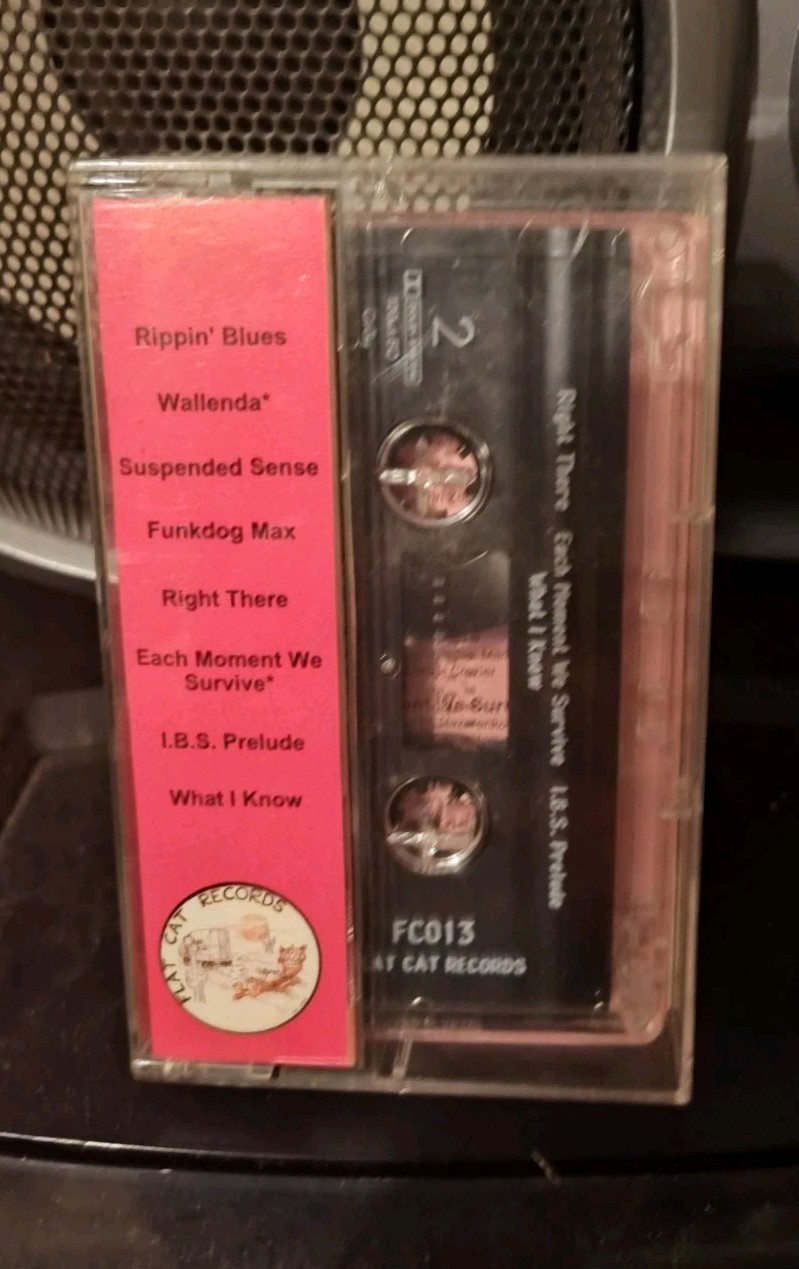 Rippin' Blues
Wallenda*
Suspended Sense
Funkdog Max
Right There
Each Moment We
Survive*
I.B.S. Prelude
What I Know
FLAT CAT RECORDS
2
Right There Each Moment We Survive I.B.S. Prelude
What I Know
FC013
AT CAT RECORDS